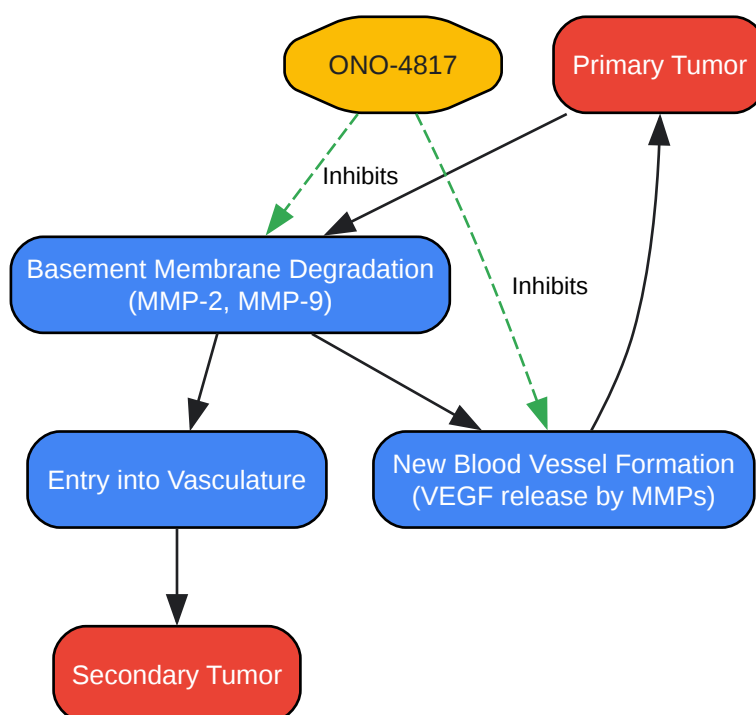 ONO-4817
Primary Tumor
Inhibits
Basement Membrane Degradation
(MMP-2, MMP-9)
Inhibits
Entry into Vasculature
New Blood Vessel Formation
(VEGF release by MMPs)
Secondary Tumor